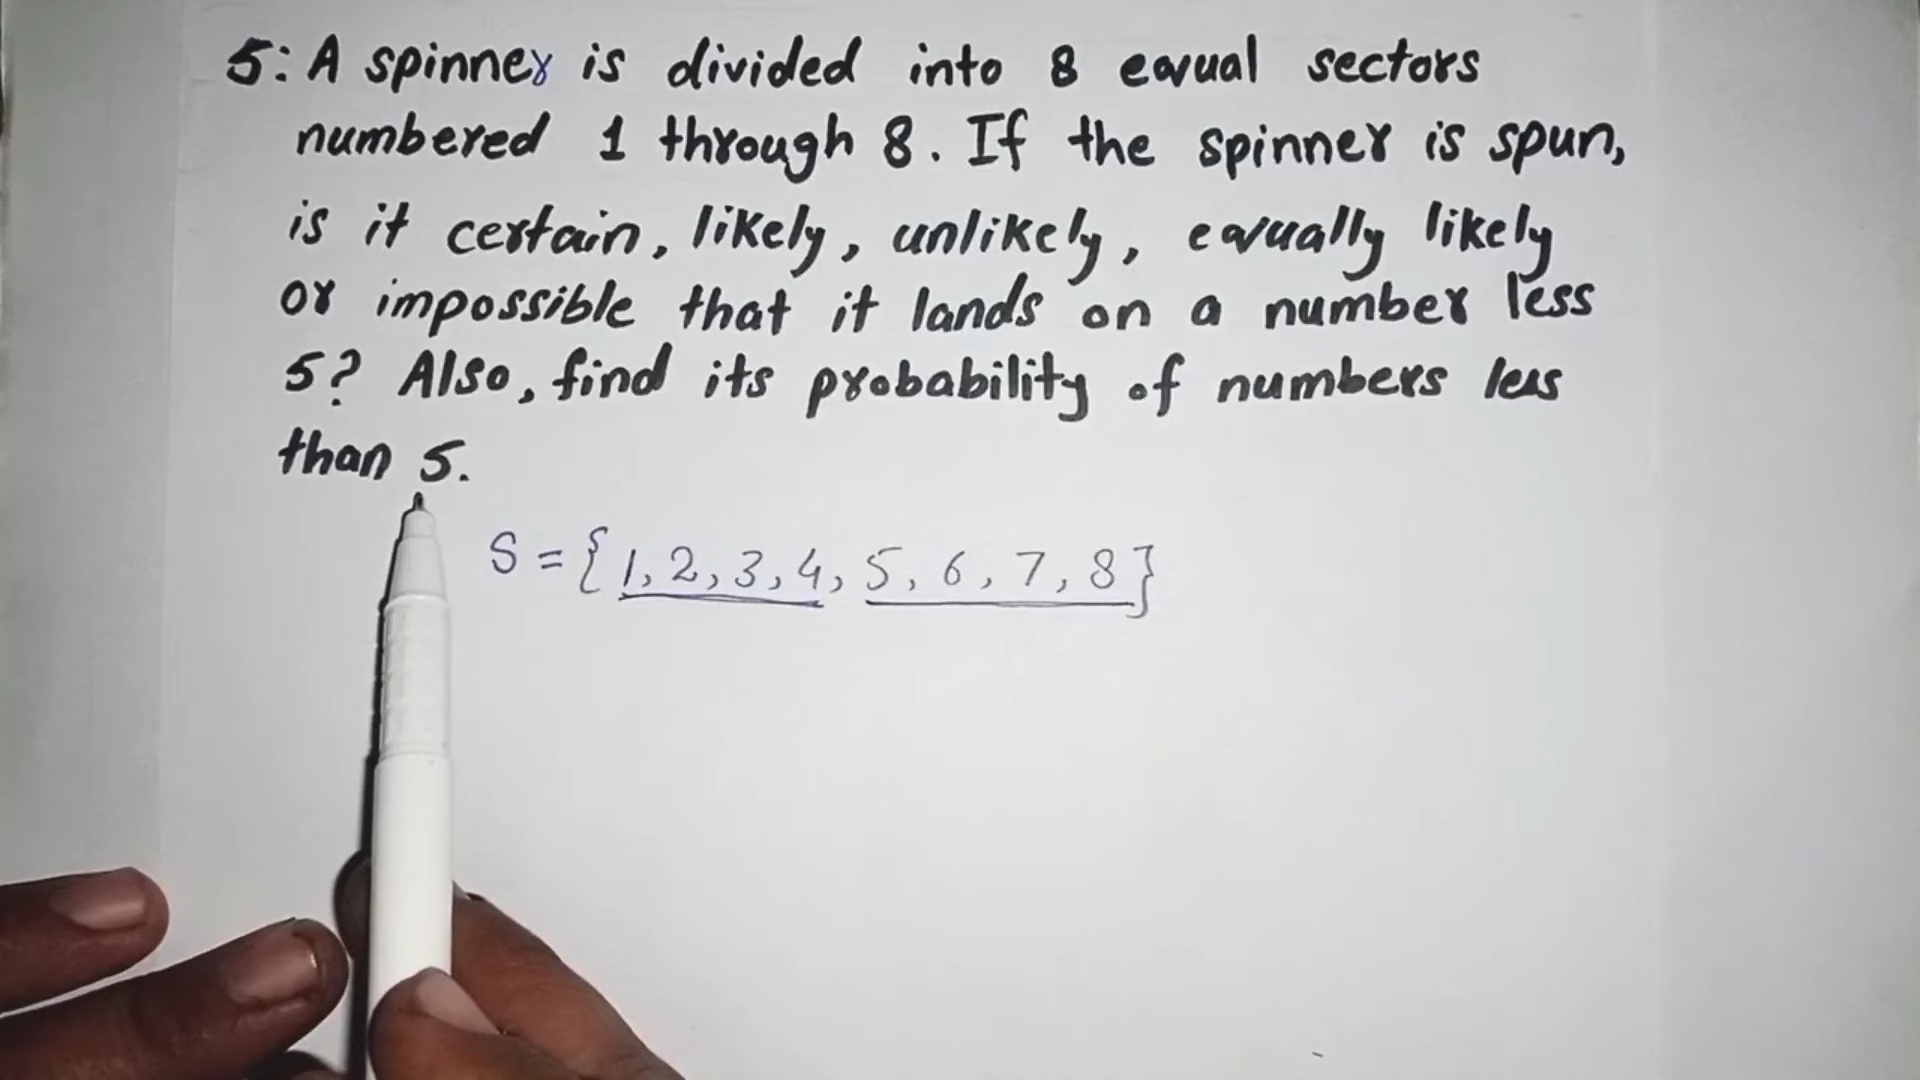 5: A spinner is divided into 8 equal sectors
numbered 1 through 8. If the spinner is spun,
is it certain, likely, unlikely, equally likely
or impossible that it lands on a number less
5? Also, find its probability of numbers less
than 5.
S = {1, 2, 3, 4, 5, 6, 7, 8}